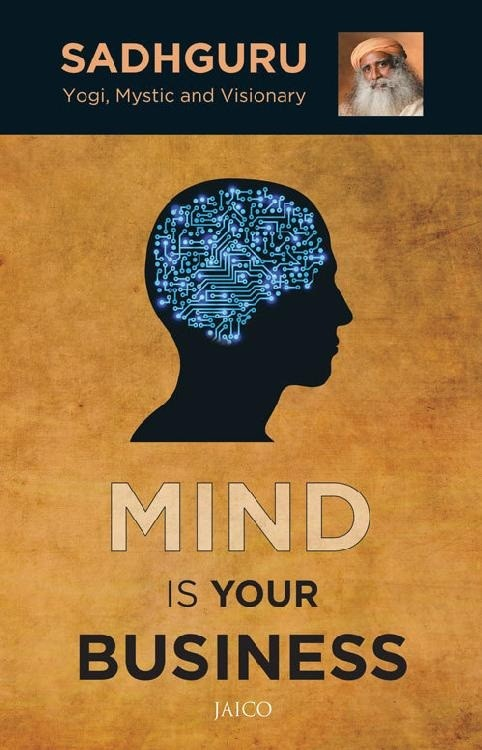 SADHGURU
Yogi, Mystic and Visionary
MIND
IS YOUR
BUSINESS
JAICO